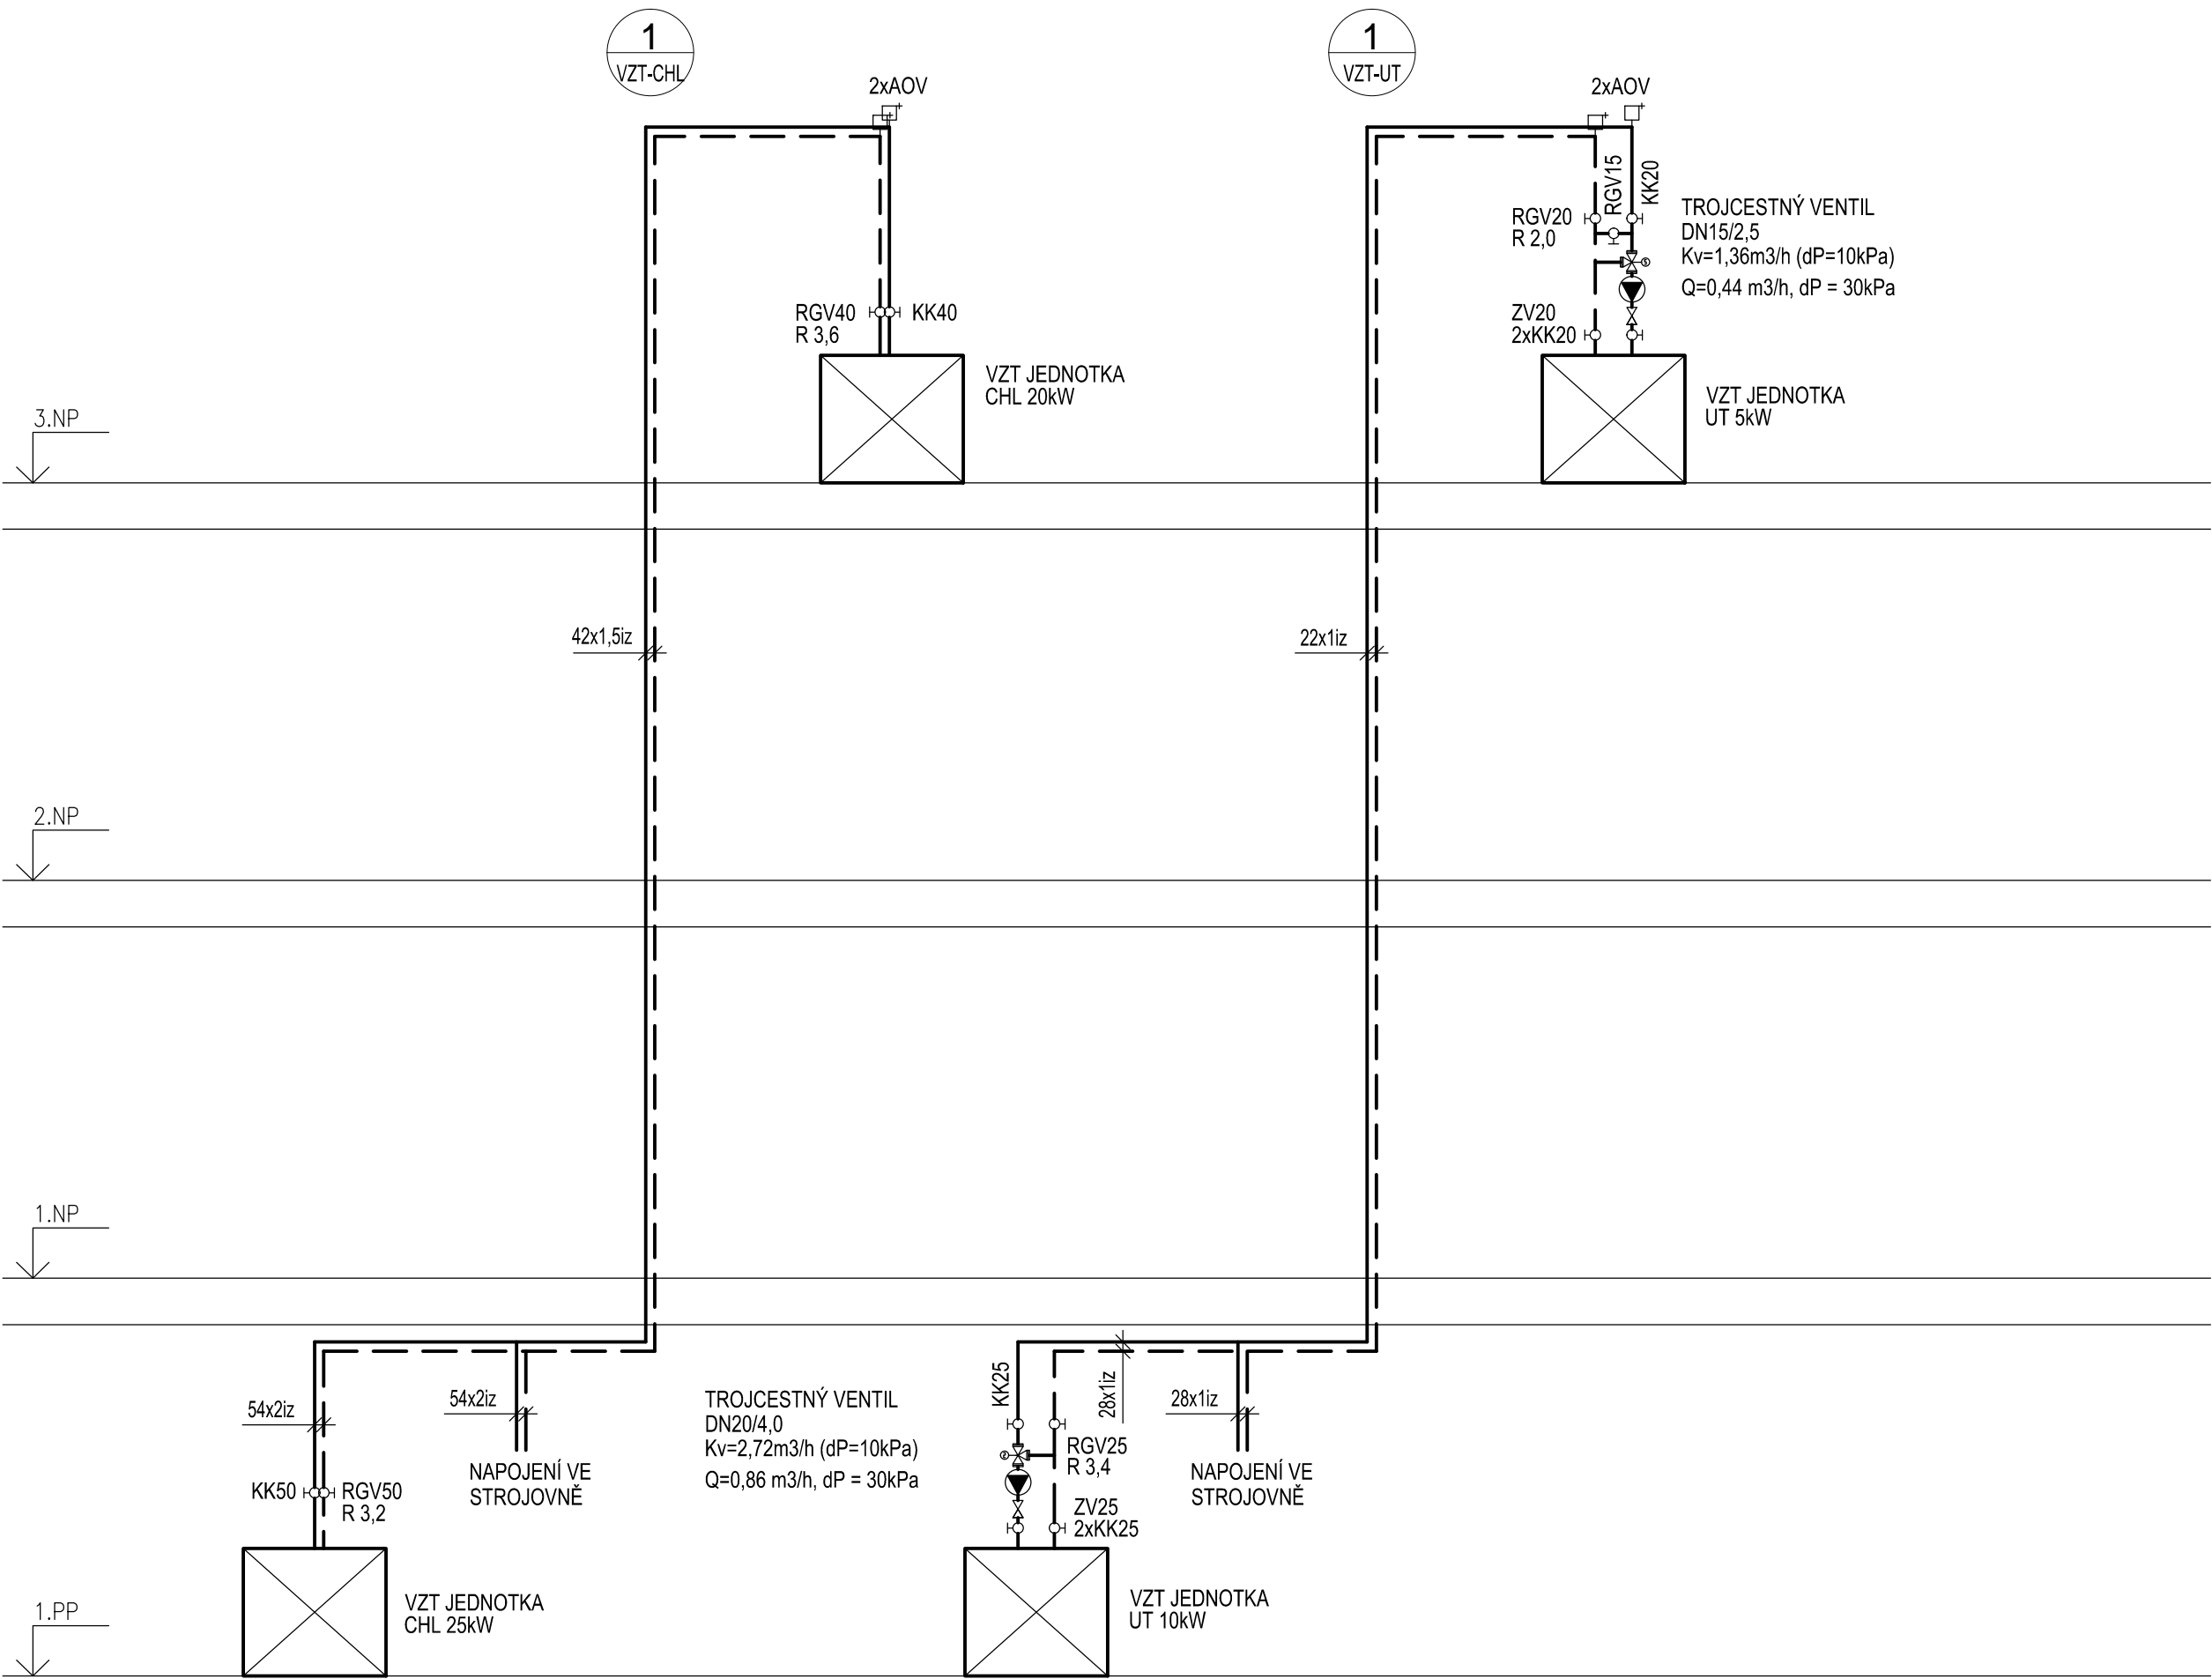 1
VZT-CHL
1
VZT-UT
2xAOV
2xAOV
RGV15
KK20
RGV20
R 2,0
TROJCESTNÝ VENTIL
DN15/2,5
Kv=1,36m3/h (dP=10kPa)
Q=0,44 m3/h, dP = 30kPa
RGV40
R 3,6
KK40
ZV20
2xKK20
VZT JEDNOTKA
CHL 20kW
VZT JEDNOTKA
UT 5kW
3.NP
42x1,5iz
22x1iz
2.NP
1.NP
54x2iz
54x2iz
TROJCESTNÝ VENTIL
DN20/4,0
Kv=2,72m3/h (dP=10kPa)
Q=0,86 m3/h, dP = 30kPa
KK25
28x1iz
28x1iz
RGV25
R 3,4
NAPOJENÍ VE
STROJOVNĚ
NAPOJENÍ VE
STROJOVNĚ
KK50
RGV50
R 3,2
ZV25
2xKK25
VZT JEDNOTKA
CHL 25kW
VZT JEDNOTKA
UT 10kW
1.PP